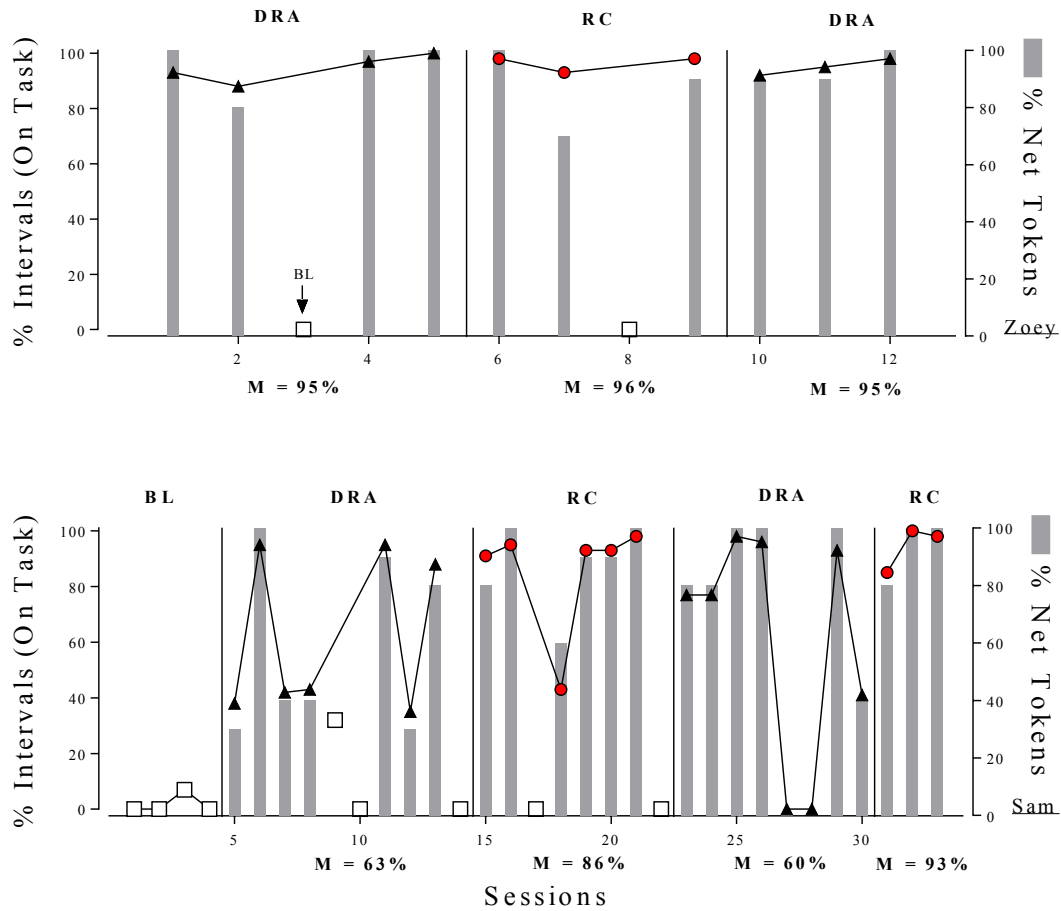 DRA RC DRA
% Intervals (On Task)
100
80
60
40
20
0
BL
100
80
60
40
20
0
% Net Tokens
Zoey
2 4 6 8 10 12
M = 95% M = 96% M = 95%
BL DRA RC DRA RC
% Intervals (On Task)
100
80
60
40
20
0
100
80
60
40
20
0
% Net Tokens
Sam
5 10 15 20 25 30
M = 63% M = 86% M = 60% M = 93%
Sessions